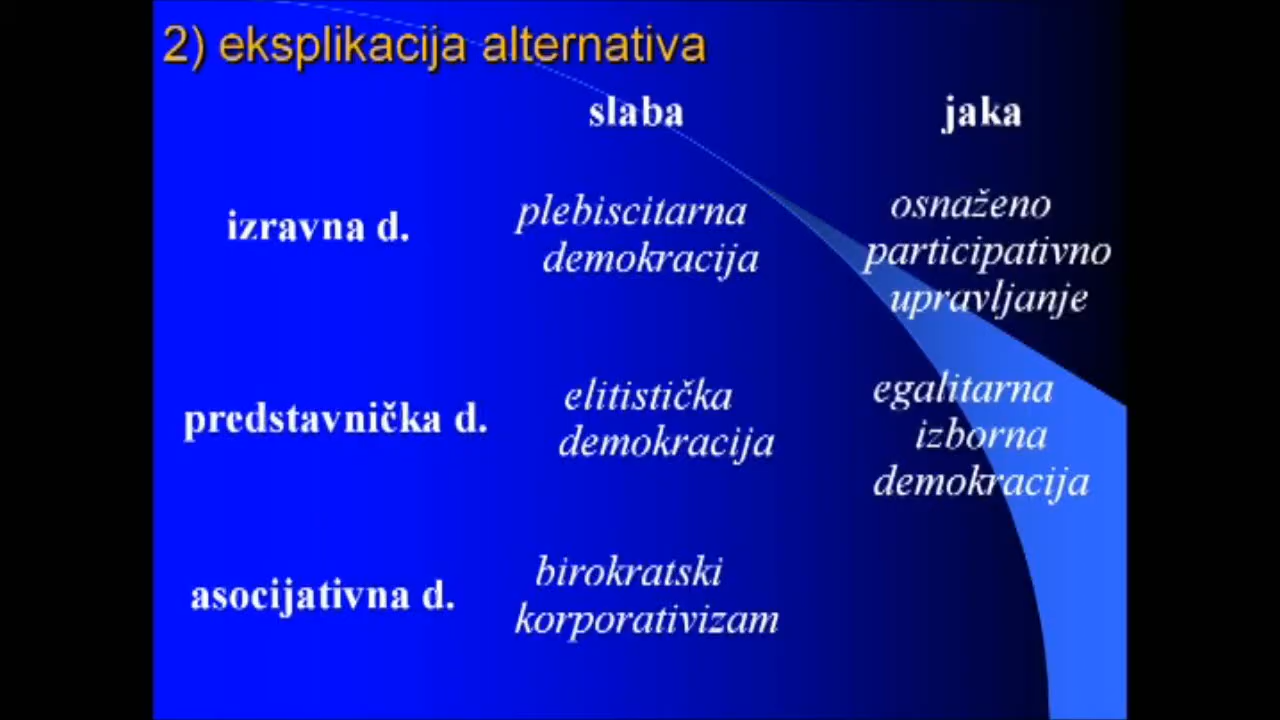 2) eksplikacija alternativa
slaba jaka
izravna d.
plebiscitarna
demokracija
osnaženo
participativno
upravljanje
predstavnička d.
elitistička
demokracija
egalitarna
izborna
demokracija
asocijativna d.
birokratski
korporativizam